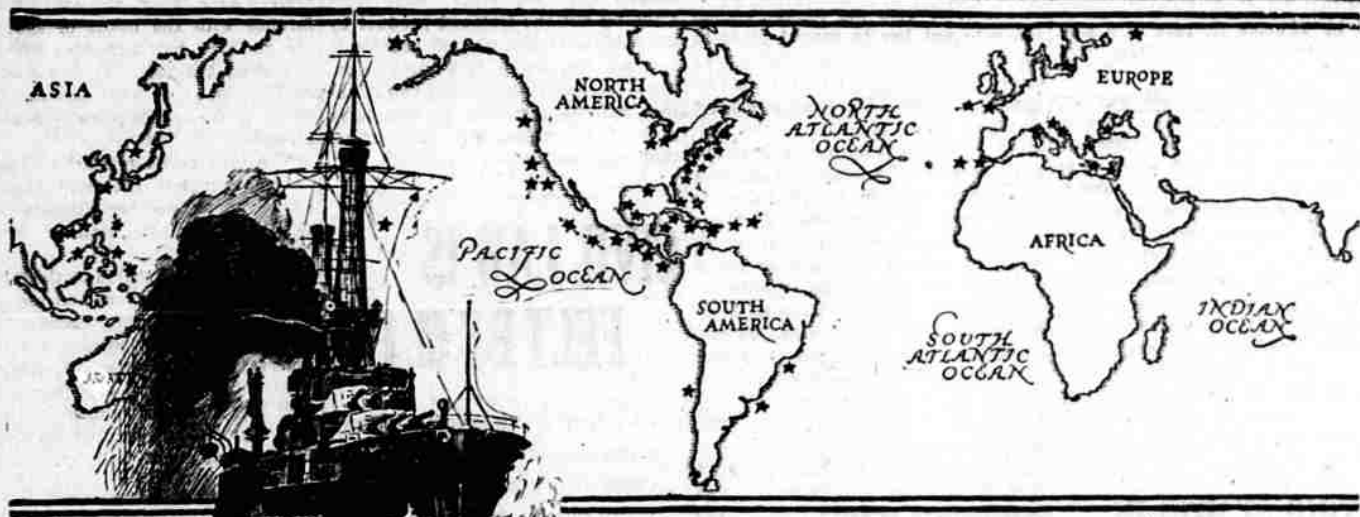 ASIA
NORTH
AMERICA
NORTH
ATLANTIC
OCEAN
EUROPE
PACIFIC
OCEAN
AFRICA
SOUTH
AMERICA
SOUTH
ATLANTIC
OCEAN
INDIAN
OCEAN